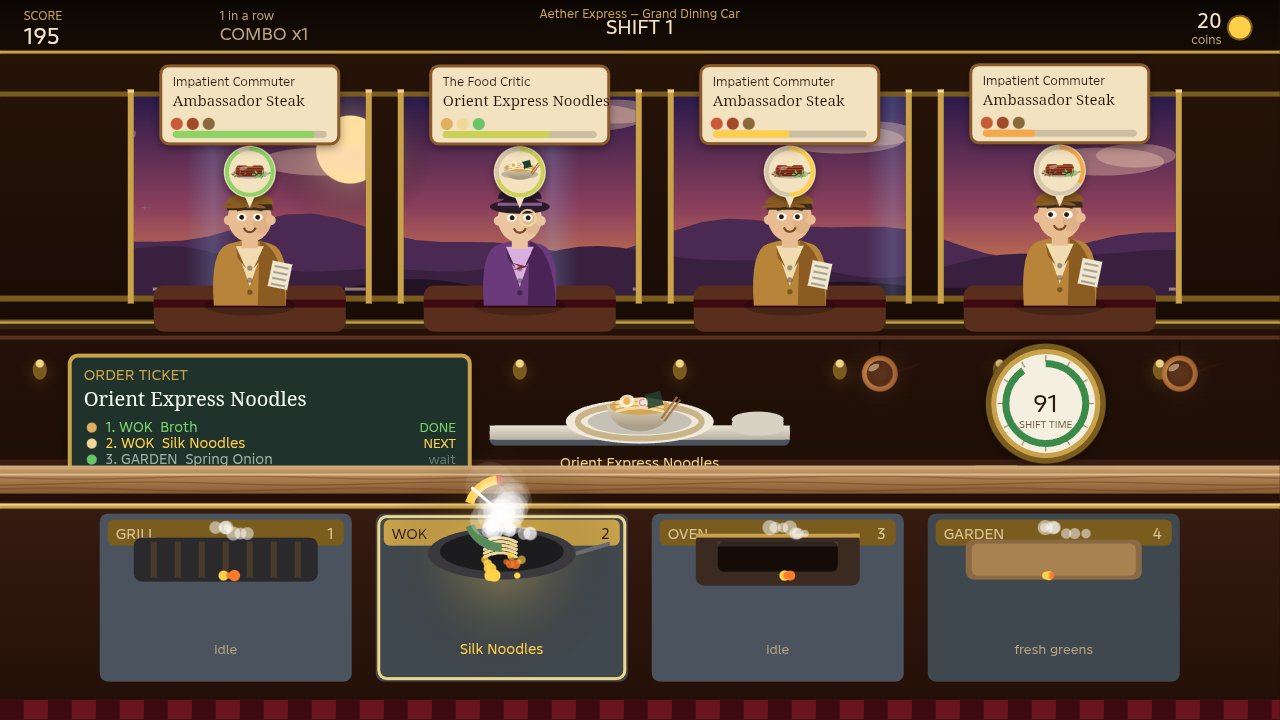 SCORE
195
1 in a row
COMBO x1
Aether Express – Grand Dining Car
SHIFT 1
20
coins
Impatient Commuter
Ambassador Steak
The Food Critic
Orient Express Noodles
Impatient Commuter
Ambassador Steak
Impatient Commuter
Ambassador Steak
ORDER TICKET
Orient Express Noodles
1. WOK Broth DONE
2. WOK Silk Noodles NEXT
3. GARDEN Spring Onion wait
Orient Express Noodles
91
SHIFT TIME
GRILL 1
idle
WOK 2
Silk Noodles
OVEN 3
idle
GARDEN 4
fresh greens